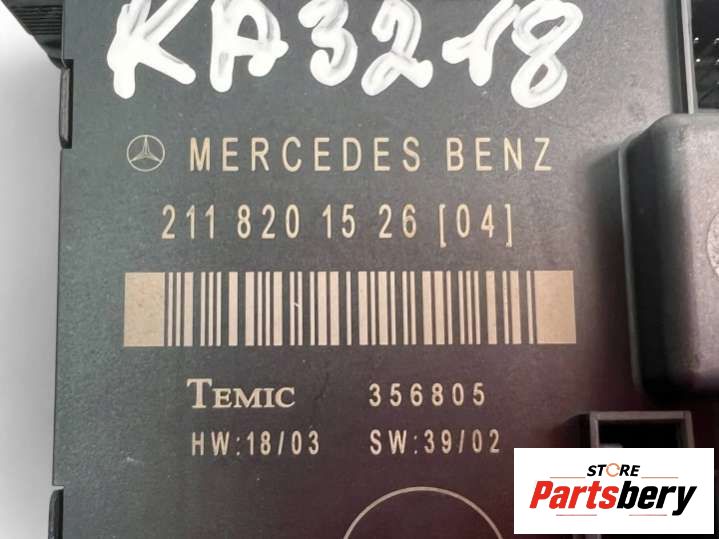 KA3218
MERCEDES BENZ
211 820 15 26 [04]
TEMIC 356805
HW:18/03 SW:39/02
STORE
Partsbery